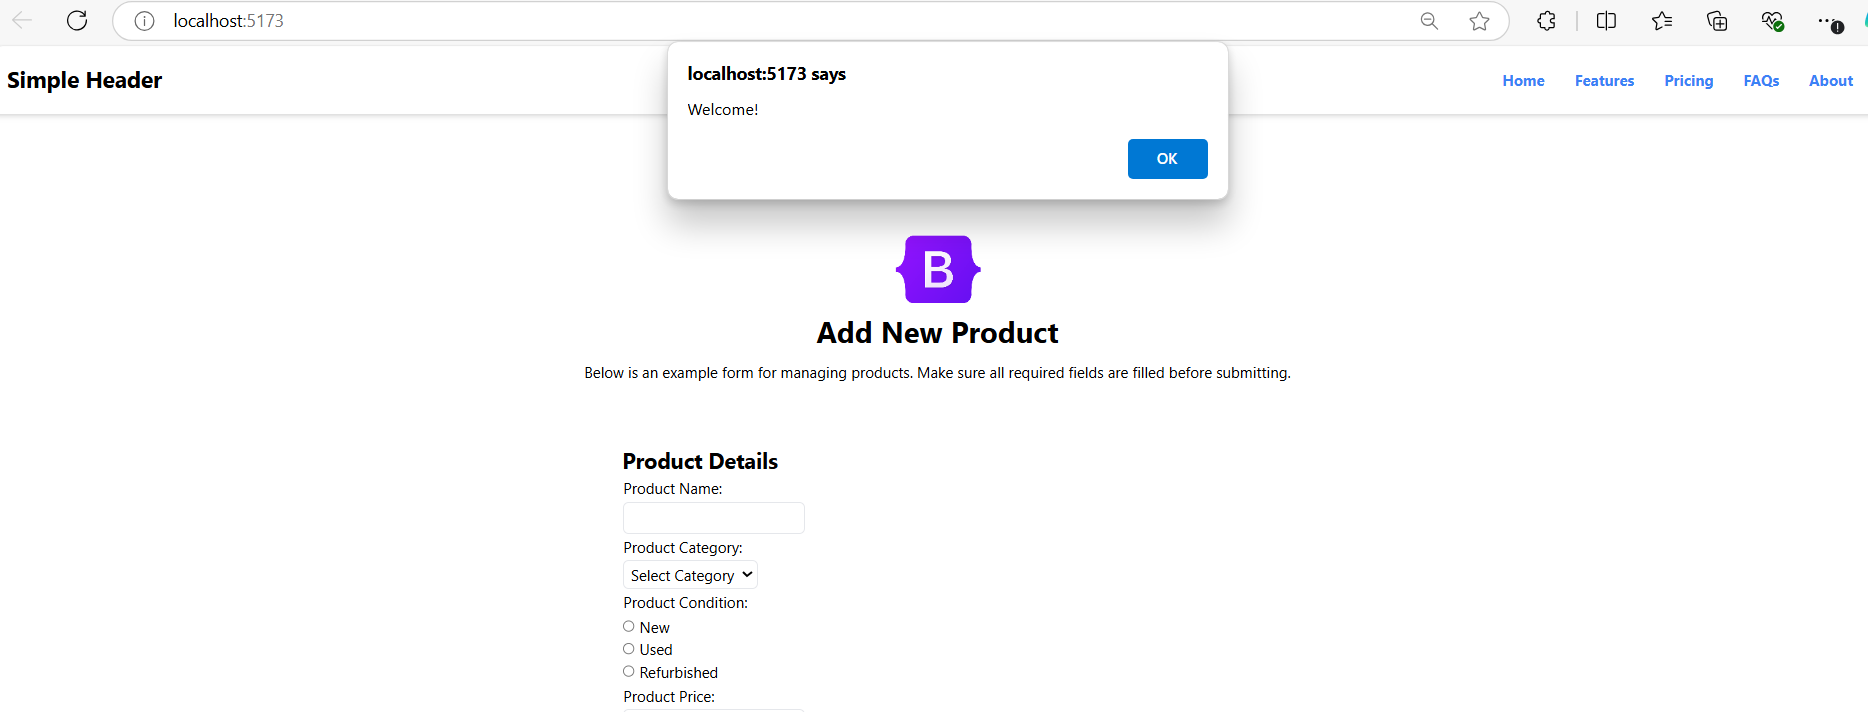 localhost:5173
Simple Header
localhost:5173 says
Welcome!
OK
Home Features Pricing FAQs About
B
Add New Product
Below is an example form for managing products. Make sure all required fields are filled before submitting.
Product Details
Product Name:
Product Category:
Select Category
Product Condition:
New
Used
Refurbished
Product Price: